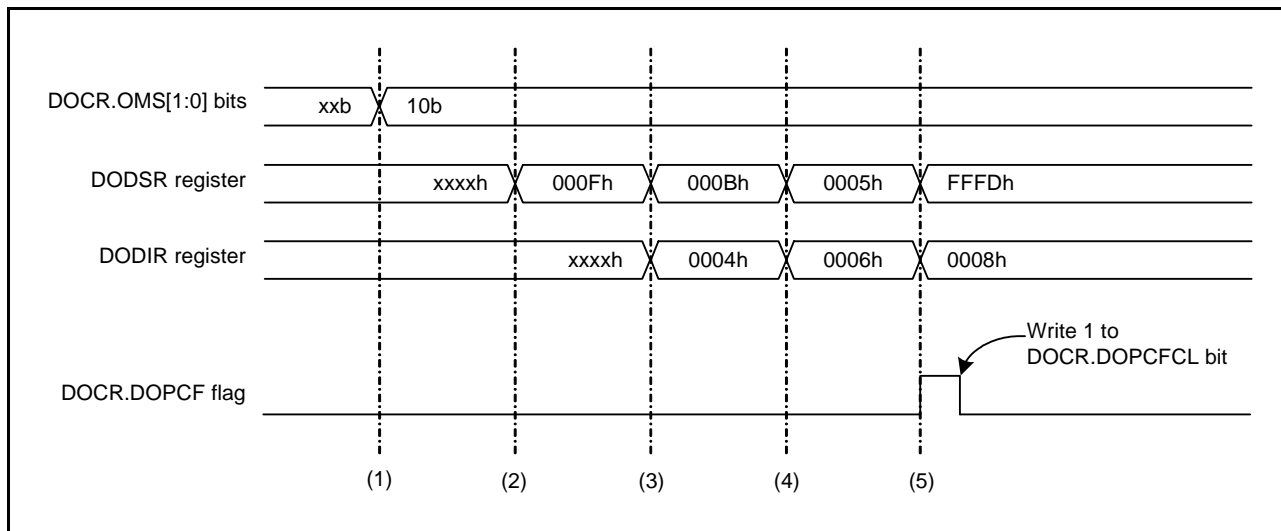 DOCR.OMS[1:0] bits xxb 10b
DODSR register xxxxh 000Fh 000Bh 0005h FFFDh
DODIR register xxxxh 0004h 0006h 0008h
Write 1 to
DOCR.DOPCFCL bit
DOCR.DOPCF flag
(1) (2) (3) (4) (5)